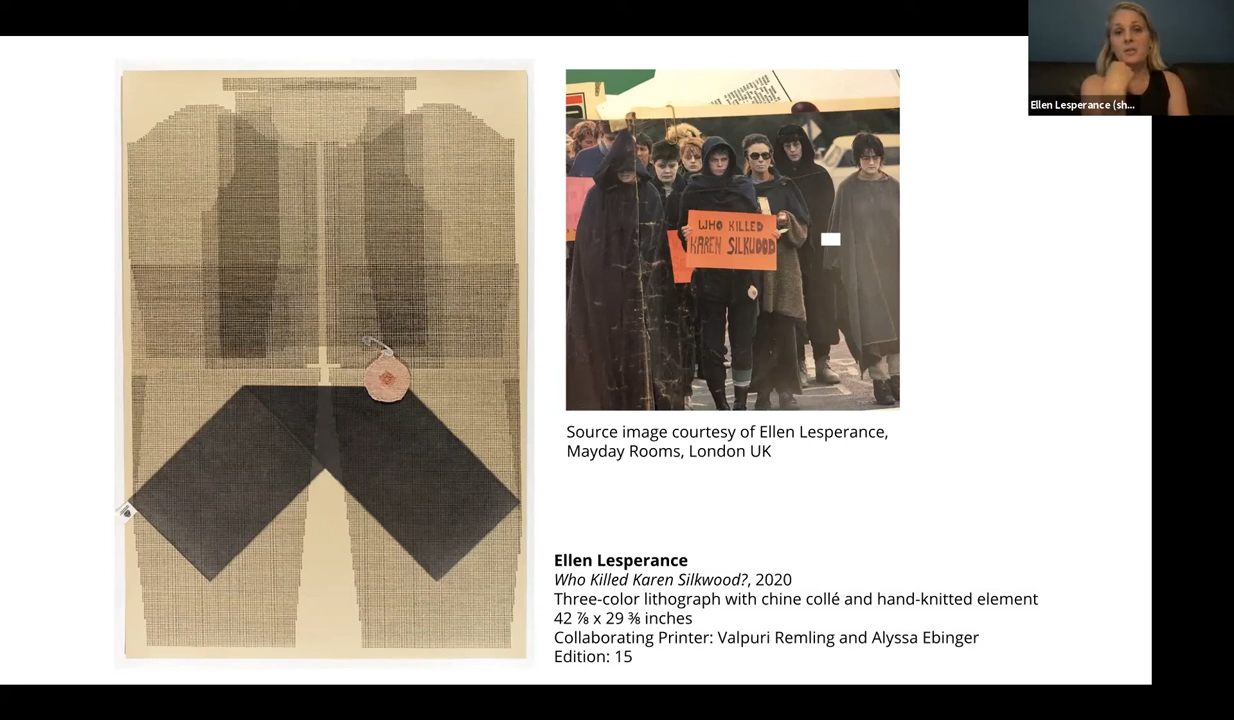 Ellen Lesperance (sh...
WHO KILLED
KAREN SILKWOOD
Source image courtesy of Ellen Lesperance,
Mayday Rooms, London UK
Ellen Lesperance
Who Killed Karen Silkwood?, 2020
Three-color lithograph with chine collé and hand-knitted element
42 ⅞ x 29 ⅜ inches
Collaborating Printer: Valpuri Remling and Alyssa Ebinger
Edition: 15